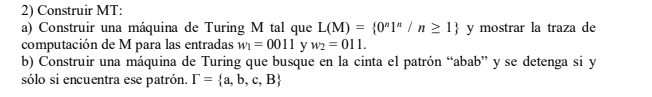 2) Construir MT:
a) Construir una máquina de Turing M tal que L(M) = {0ⁿ1ⁿ / n ≥ 1} y mostrar la traza de
computación de M para las entradas w₁ = 0011 y w₂ = 011.
b) Construir una máquina de Turing que busque en la cinta el patrón “abab” y se detenga si y
sólo si encuentra ese patrón. Γ = {a, b, c, B}